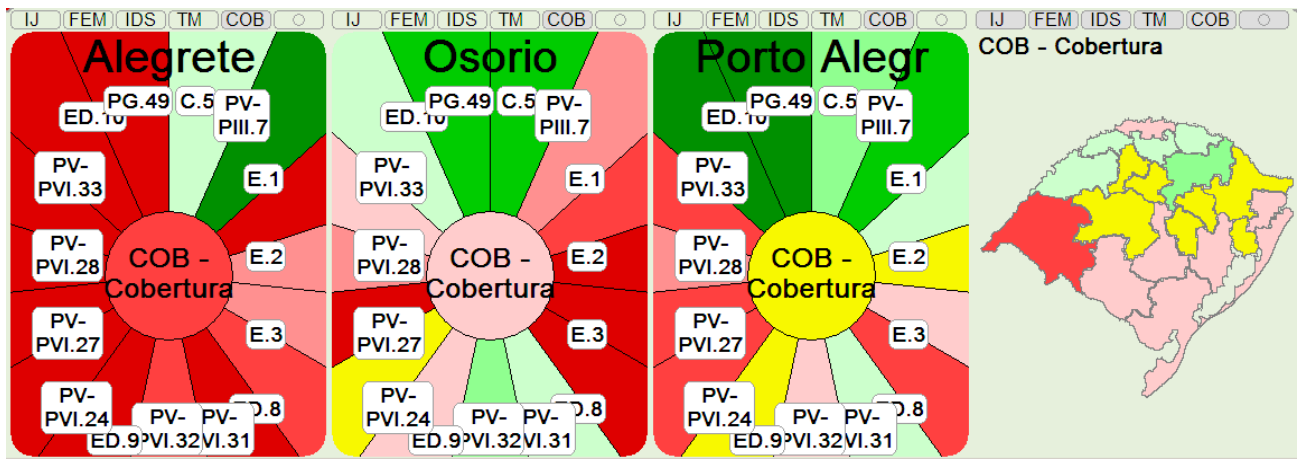 IJ FEM IDS TM COB ○ IJ FEM IDS TM COB ○ IJ FEM IDS TM COB ○ IJ FEM IDS TM COB ○
Alegrete
PG.49 C.5 PV-
PIII.7
ED.10
PV-
PVI.33
E.1
PV-
PVI.28
COB -
Cobertura
E.2
PV-
PVI.27
E.3
PV-
PVI.24
ED.9
PV-
PVI.32
PV-
PVI.31
ED.8
Osorio
PG.49 C.5 PV-
PIII.7
ED.10
PV-
PVI.33
E.1
PV-
PVI.28
COB -
Cobertura
E.2
PV-
PVI.27
E.3
PV-
PVI.24
ED.9
PV-
PVI.32
PV-
PVI.31
ED.8
Porto Alegr
PG.49 C.5 PV-
PIII.7
ED.10
PV-
PVI.33
E.1
PV-
PVI.28
COB -
Cobertura
E.2
PV-
PVI.27
E.3
PV-
PVI.24
ED.9
PV-
PVI.32
PV-
PVI.31
ED.8
COB - Cobertura